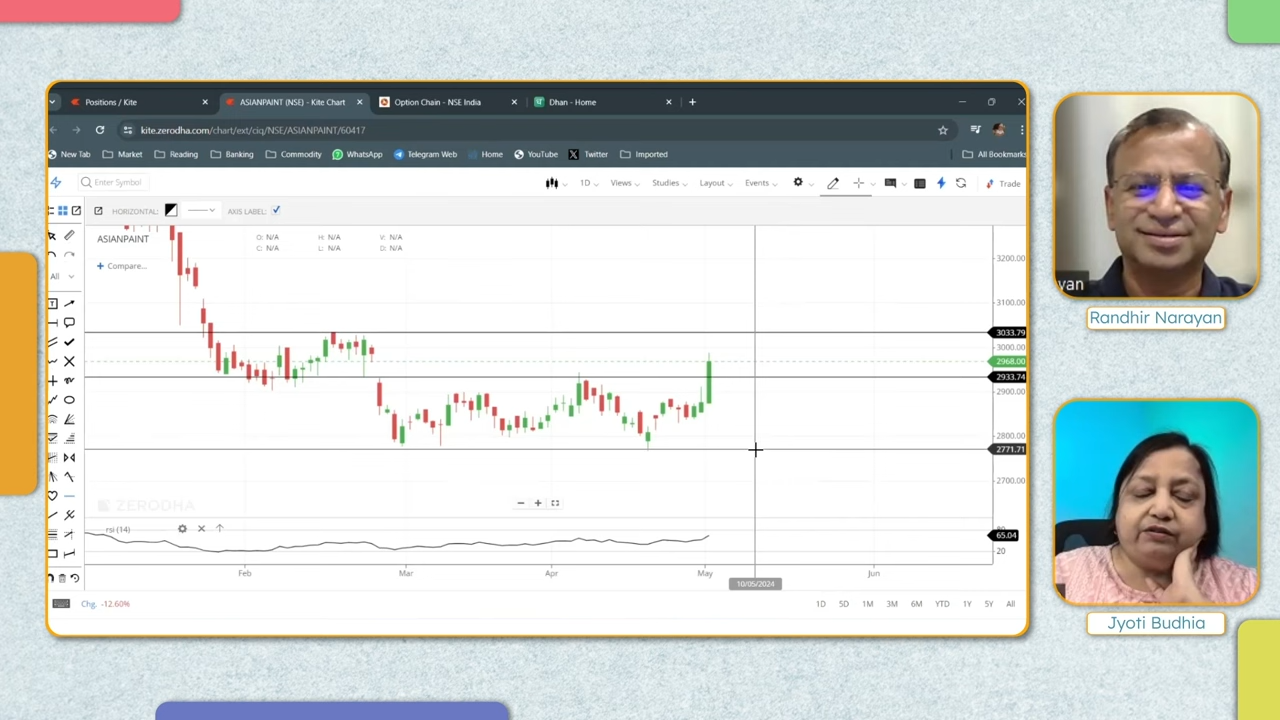 Positions / Kite
ASIANPAINT (NSE) - Kite Chart
Option Chain - NSE India
Dhan - Home
kite.zerodha.com/chart/ext/ciq/NSE/ASIANPAINT/60417
New Tab Market Reading Banking Commodity WhatsApp Telegram Web Home YouTube Twitter Imported All Bookmarks
Enter Symbol 1D Views Studies Layout Events Trade
HORIZONTAL: AXIS LABEL:
ASIANPAINT O: N/A H: N/A V: N/A
C: N/A L: N/A D: N/A
Compare...
All
3200.00
3100.00
3033.79
3000.00
2968.00
2933.74
2900.00
2800.00
2771.71
2700.00
ZERODHA
rsi (14)
80
65.04
20
Feb Mar Apr May Jun
10/05/2024
Chg. -12.60% 1D 5D 1M 3M 6M YTD 1Y 5Y All
yan
Randhir Narayan
Jyoti Budhia